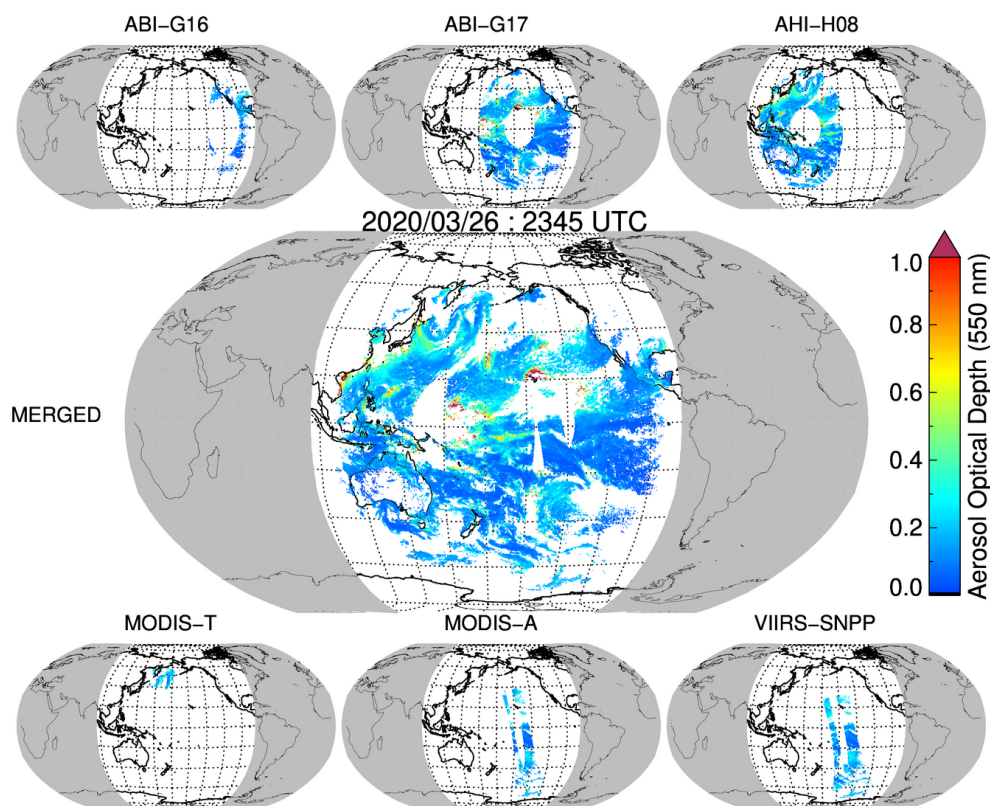 ABI−G16
ABI−G17
AHI−H08
2020/03/26 : 2345 UTC
MERGED
1.0
0.8
0.6
0.4
0.2
0.0
Aerosol Optical Depth (550 nm)
MODIS−T
MODIS−A
VIIRS−SNPP